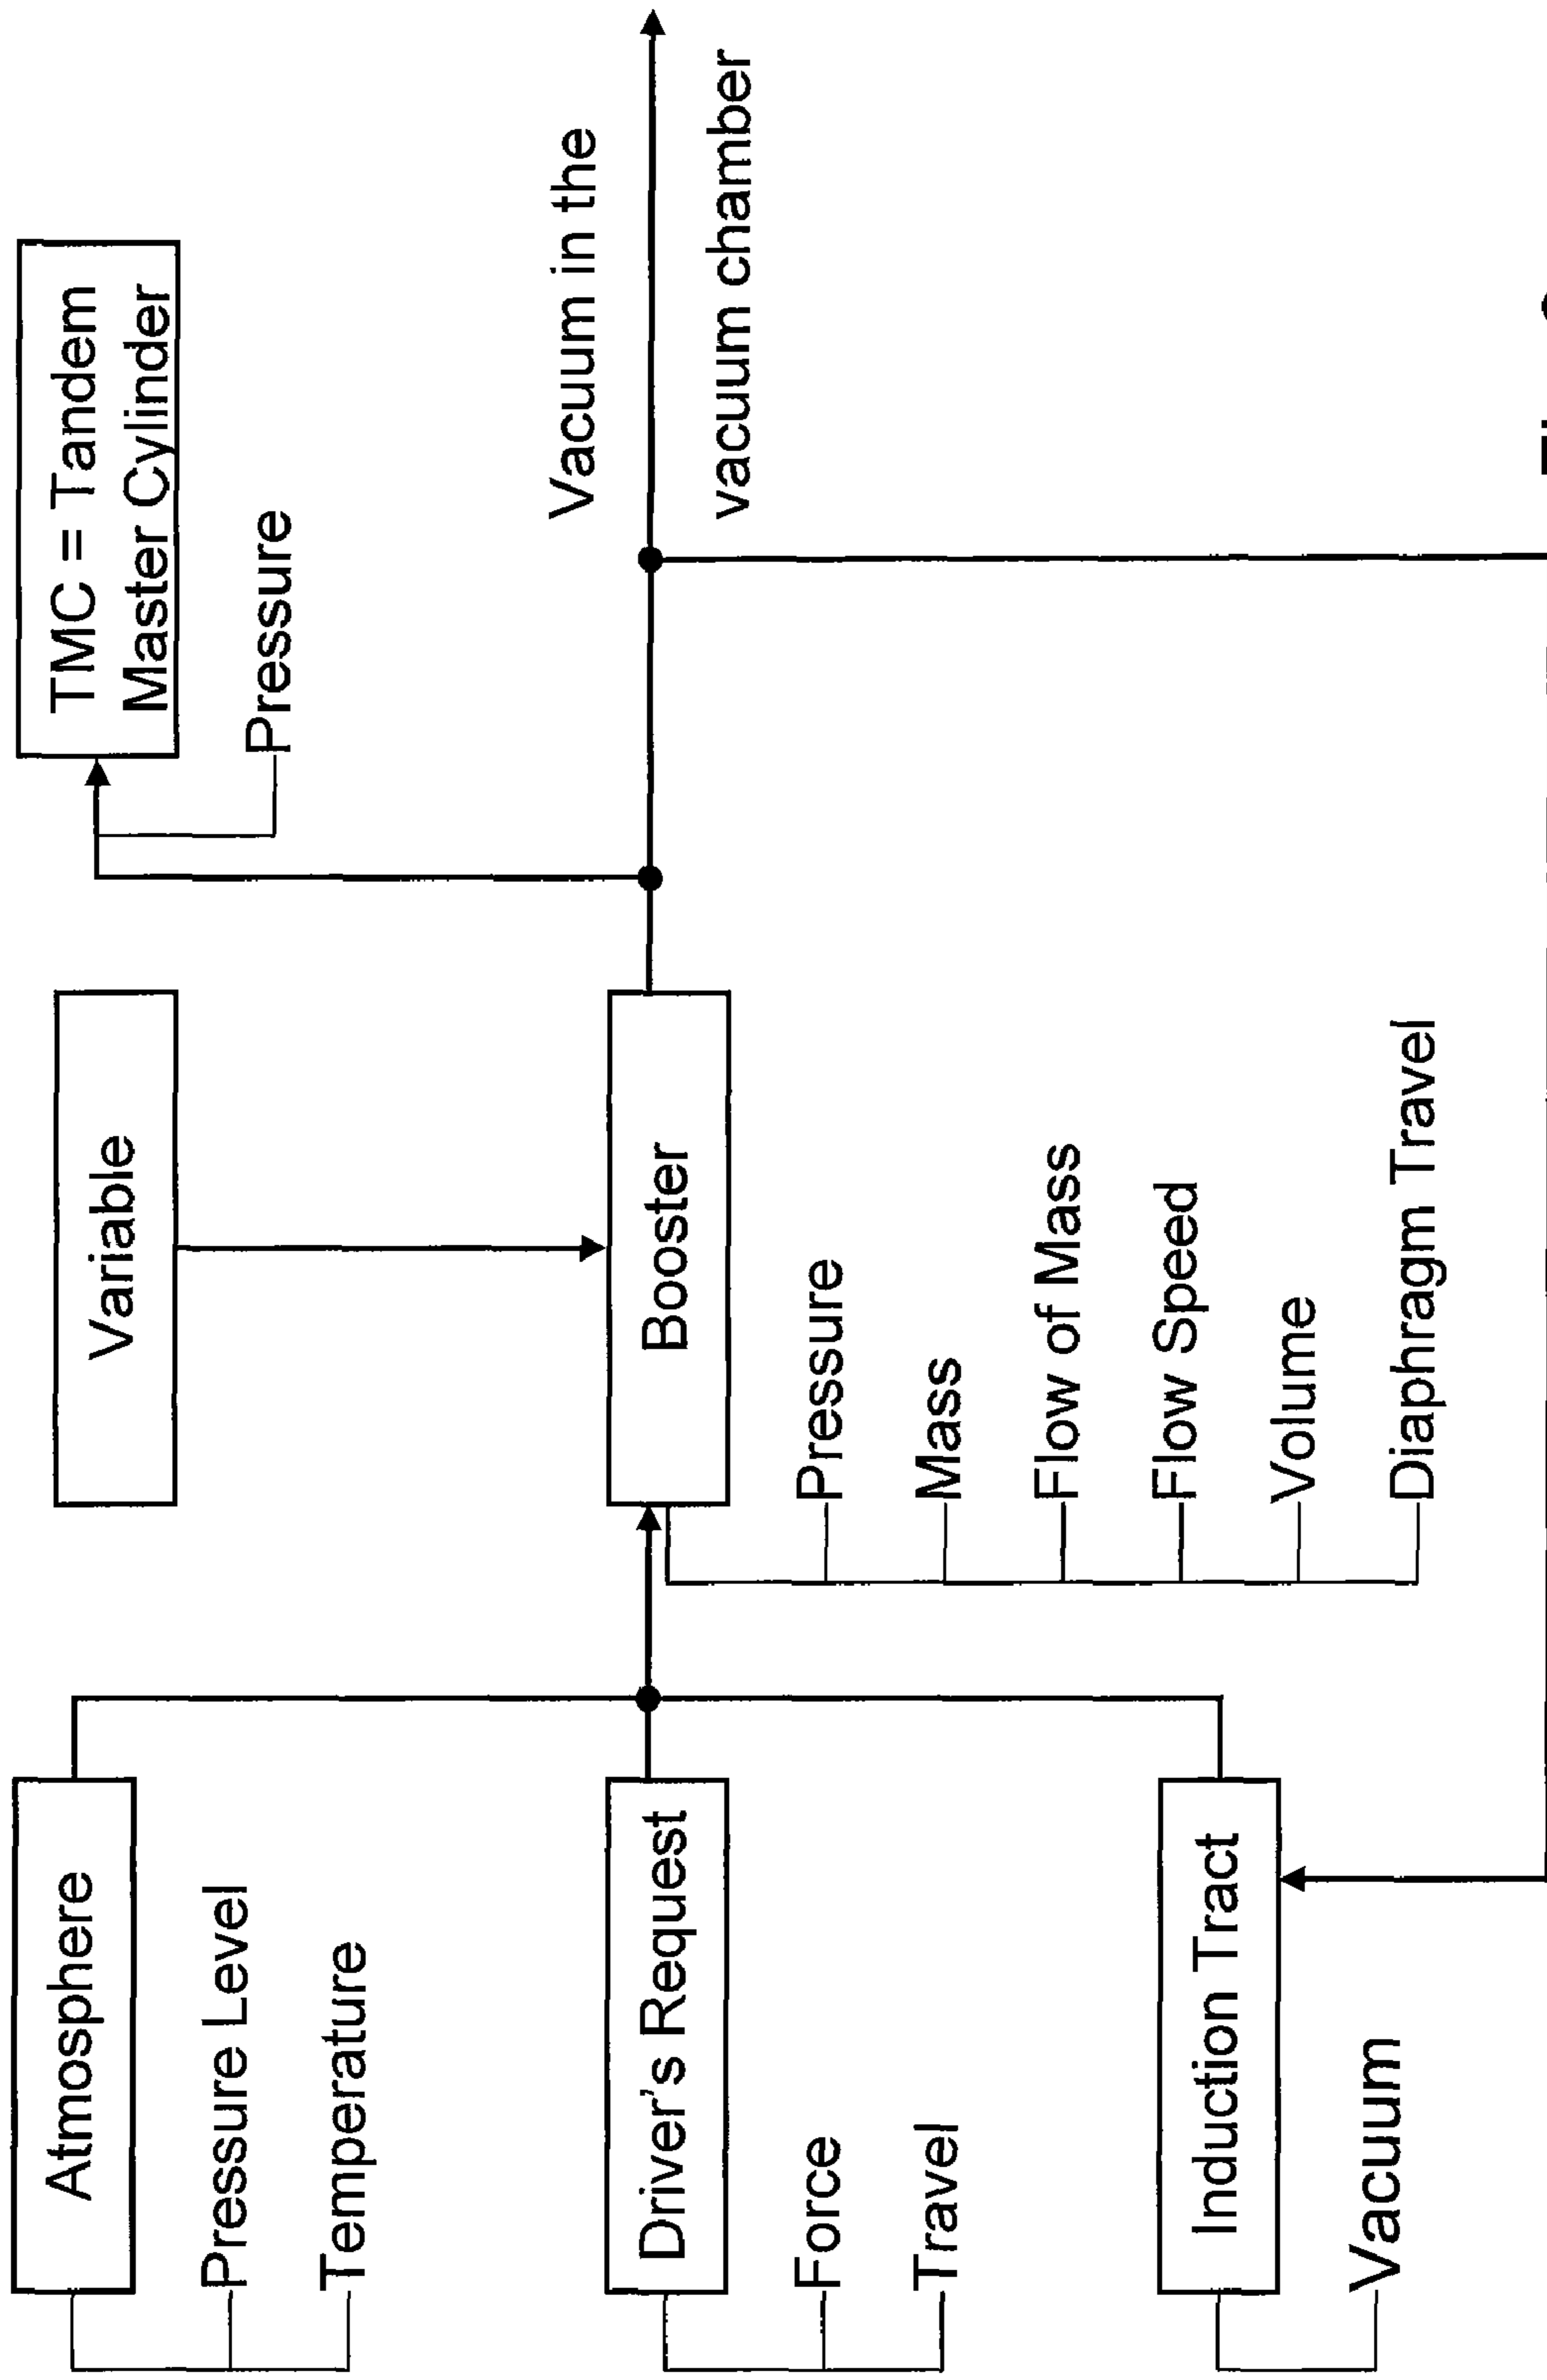 Atmosphere
Pressure Level
Temperature
Driver's Request
Force
Travel
Induction Tract
Vacuum
Variable
Booster
Pressure
Mass
Flow of Mass
Flow Speed
Volume
Diaphragm Travel
TMC = Tandem
Master Cylinder
Pressure
Vacuum in the
vacuum chamber